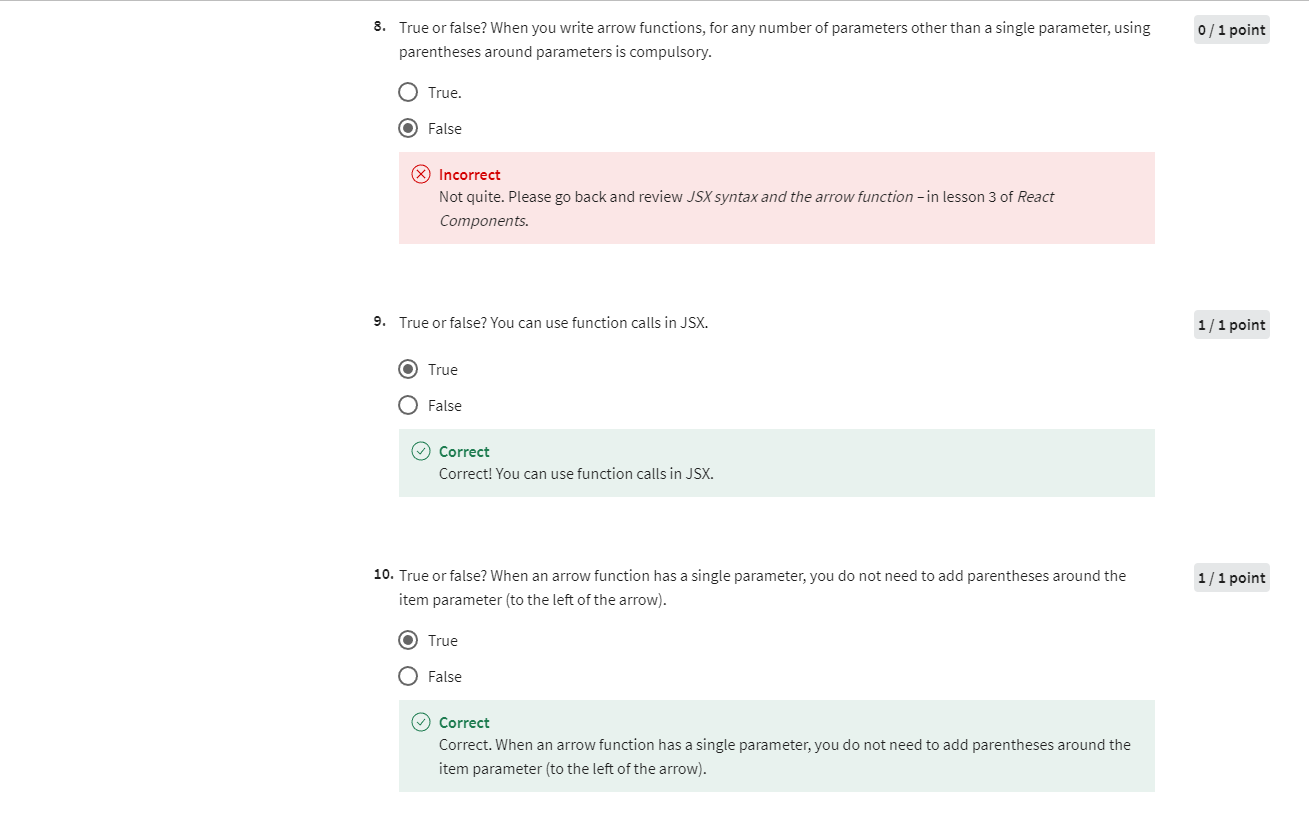 8. True or false? When you write arrow functions, for any number of parameters other than a single parameter, using
parentheses around parameters is compulsory.
0 / 1 point
True.
False
Incorrect
Not quite. Please go back and review JSX syntax and the arrow function – in lesson 3 of React
Components.
9. True or false? You can use function calls in JSX.
1 / 1 point
True
False
Correct
Correct! You can use function calls in JSX.
10. True or false? When an arrow function has a single parameter, you do not need to add parentheses around the
item parameter (to the left of the arrow).
1 / 1 point
True
False
Correct
Correct. When an arrow function has a single parameter, you do not need to add parentheses around the
item parameter (to the left of the arrow).